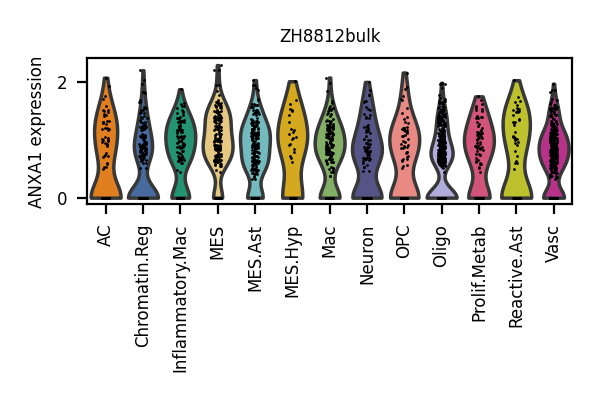 ZH8812bulk
ANXA1 expression
2
0
AC
Chromatin.Reg
Inflammatory.Mac
MES
MES.Ast
MES.Hyp
Mac
Neuron
OPC
Oligo
Prolif.Metab
Reactive.Ast
Vasc